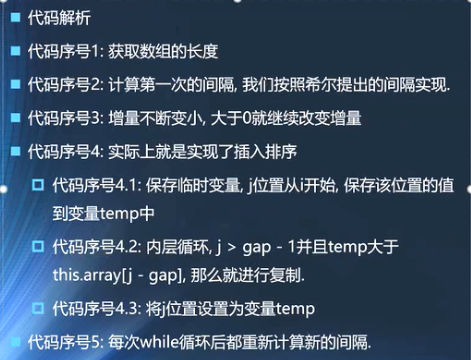 代码解析
代码序号1: 获取数组的长度
代码序号2: 计算第一次的间隔, 我们按照希尔提出的间隔实现.
代码序号3: 增量不断变小, 大于0就继续改变增量
代码序号4: 实际上就是实现了插入排序
代码序号4.1: 保存临时变量, j位置从i开始, 保存该位置的值
到变量temp中
代码序号4.2: 内层循环, j > gap - 1并且temp大于
this.array[j - gap], 那么就进行复制.
代码序号4.3: 将j位置设置为变量temp
代码序号5: 每次while循环后都重新计算新的间隔.